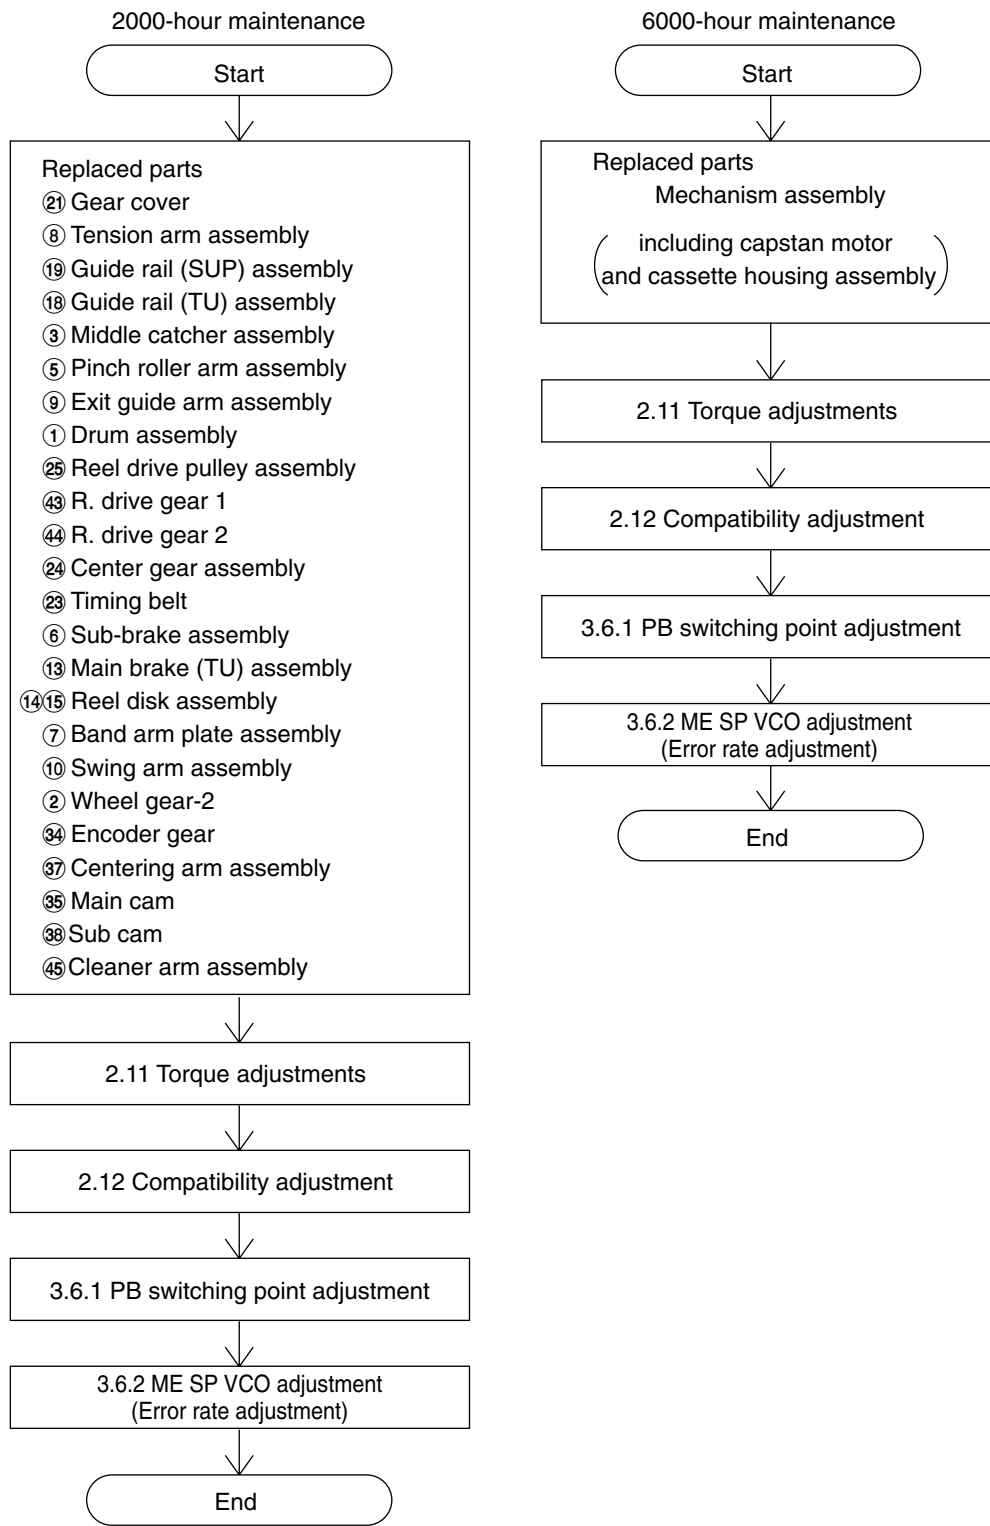 2000-hour maintenance
Start
Replaced parts
㉑ Gear cover
⑧ Tension arm assembly
⑲ Guide rail (SUP) assembly
⑱ Guide rail (TU) assembly
③ Middle catcher assembly
⑤ Pinch roller arm assembly
⑨ Exit guide arm assembly
① Drum assembly
㉕ Reel drive pulley assembly
㊸ R. drive gear 1
㊹ R. drive gear 2
㉔ Center gear assembly
㉓ Timing belt
⑥ Sub-brake assembly
⑬ Main brake (TU) assembly
⑭⑮ Reel disk assembly
⑦ Band arm plate assembly
⑩ Swing arm assembly
② Wheel gear-2
㉞ Encoder gear
㊲ Centering arm assembly
㉟ Main cam
㊳ Sub cam
㊺ Cleaner arm assembly
2.11 Torque adjustments
2.12 Compatibility adjustment
3.6.1 PB switching point adjustment
3.6.2 ME SP VCO adjustment
(Error rate adjustment)
End
6000-hour maintenance
Start
Replaced parts
Mechanism assembly
(including capstan motor
and cassette housing assembly)
2.11 Torque adjustments
2.12 Compatibility adjustment
3.6.1 PB switching point adjustment
3.6.2 ME SP VCO adjustment
(Error rate adjustment)
End